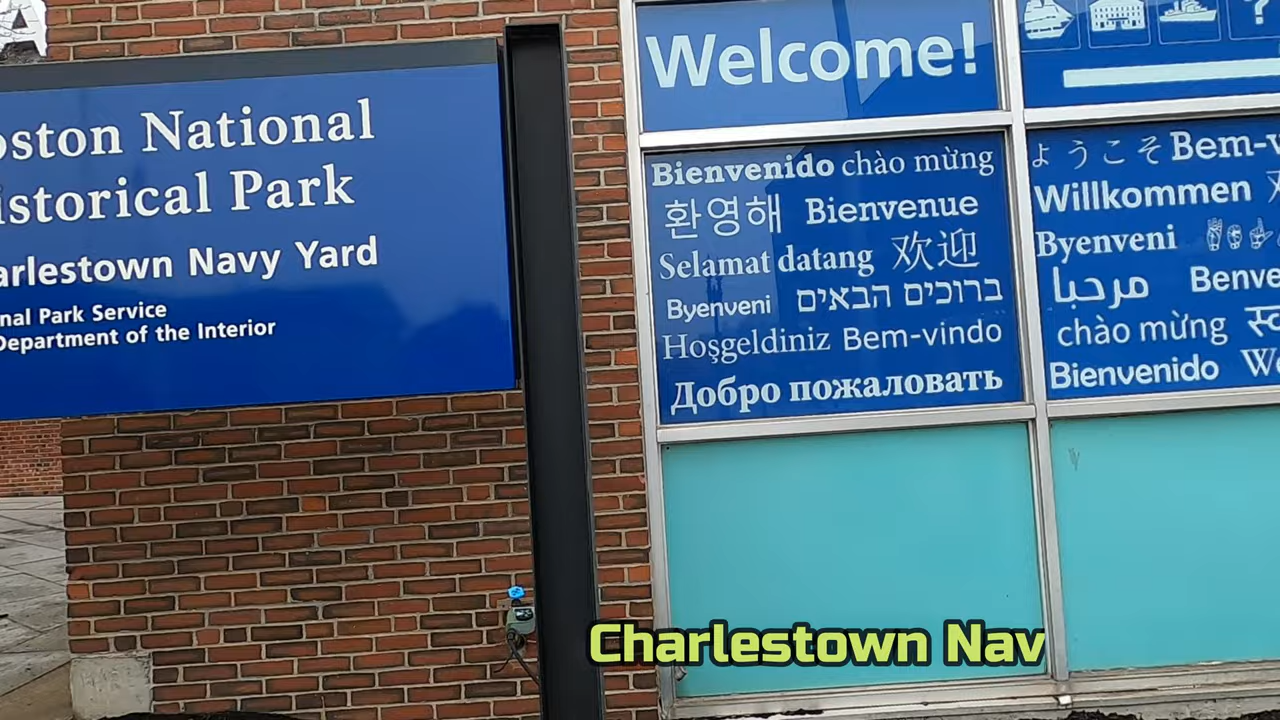 oston National
istorical Park
arlestown Navy Yard
nal Park Service
Department of the Interior
Welcome!
Bienvenido chào mừng
환영해 Bienvenue
Selamat datang 欢迎
Byenveni ברוכים הבאים
Hoşgeldiniz Bem-vindo
Добро пожаловать
?
ようこそ Bem-v
Willkommen
Byenveni
مرحبا Benve
chào mừng
Bienvenido We
Charlestown Nav